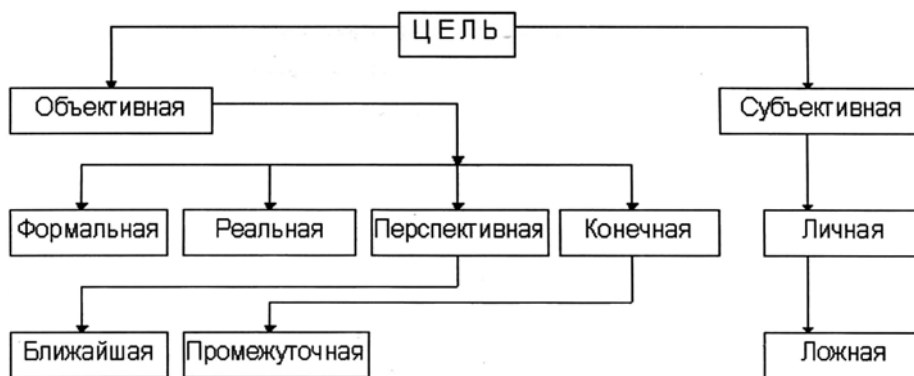 ЦЕЛЬ
Объективная
Субъективная
Формальная
Реальная
Перспективная
Конечная
Личная
Ближайшая
Промежуточная
Ложная